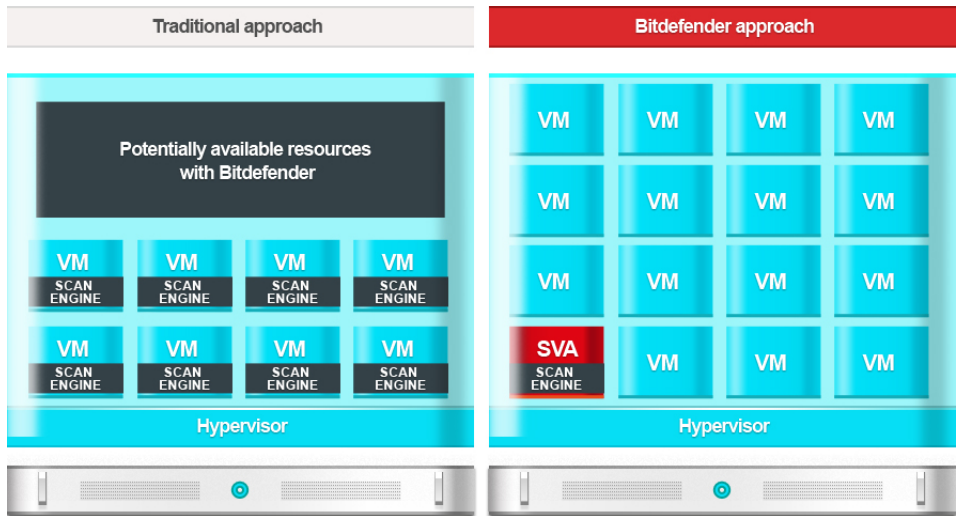 Traditional approach
Potentially available resources
with Bitdefender
VM
SCAN
ENGINE
VM
SCAN
ENGINE
VM
SCAN
ENGINE
VM
SCAN
ENGINE
VM
SCAN
ENGINE
VM
SCAN
ENGINE
VM
SCAN
ENGINE
VM
SCAN
ENGINE
Hypervisor
Bitdefender approach
VM
VM
VM
VM
VM
VM
VM
VM
VM
VM
VM
VM
SVA
SCAN
ENGINE
VM
VM
VM
Hypervisor